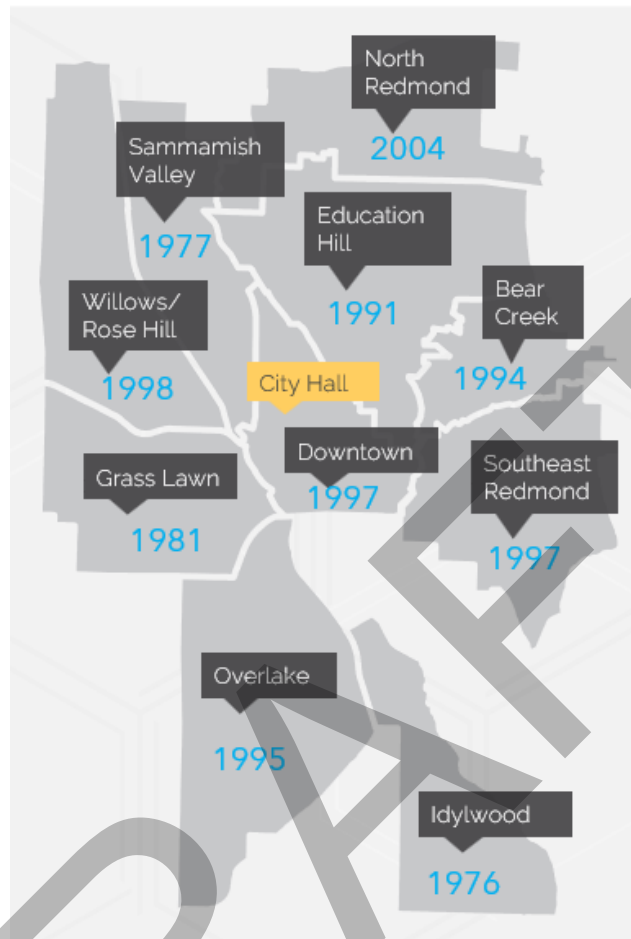 North
Redmond
2004
Sammamish
Valley
1977
Education
Hill
1991
Willows/
Rose Hill
1998
Bear
Creek
1994
City Hall
Downtown
1997
Grass Lawn
1981
Southeast
Redmond
1997
Overlake
1995
Idylwood
1976
DRAFT